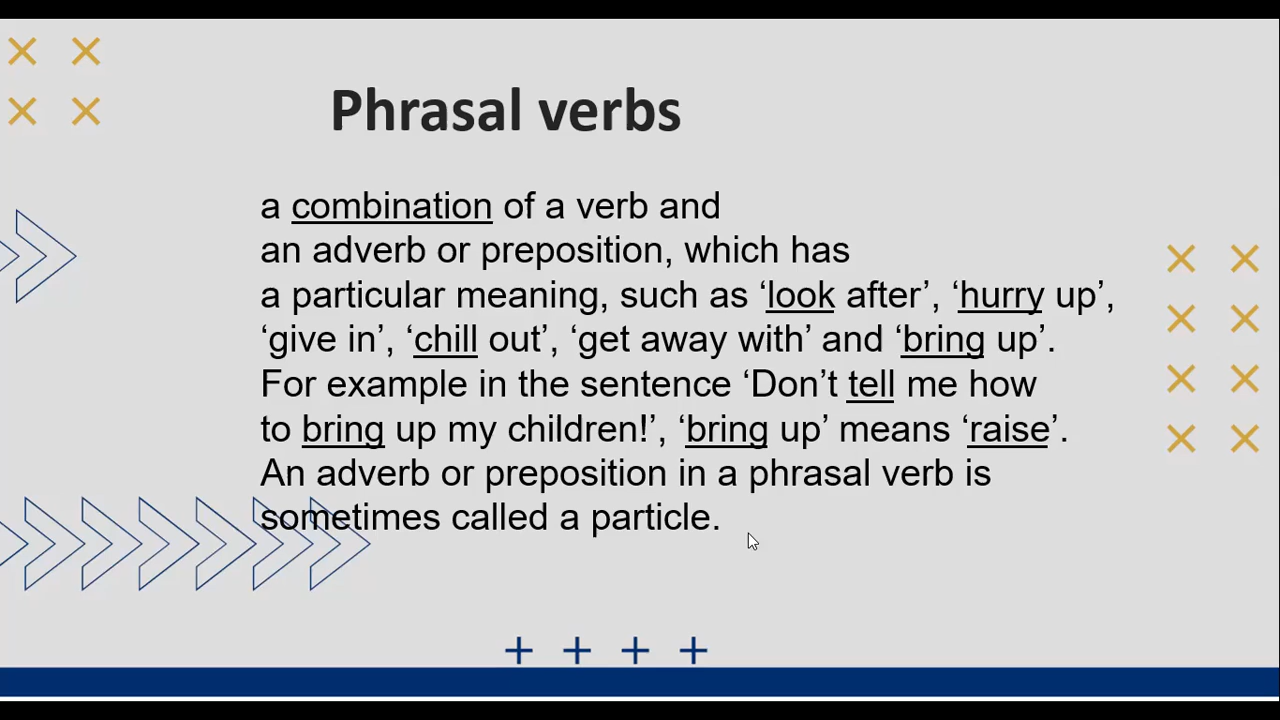 Phrasal verbs
a combination of a verb and
an adverb or preposition, which has
a particular meaning, such as ‘look after’, ‘hurry up’,
‘give in’, ‘chill out’, ‘get away with’ and ‘bring up’.
For example in the sentence ‘Don’t tell me how
to bring up my children!’, ‘bring up’ means ‘raise’.
An adverb or preposition in a phrasal verb is
sometimes called a particle.